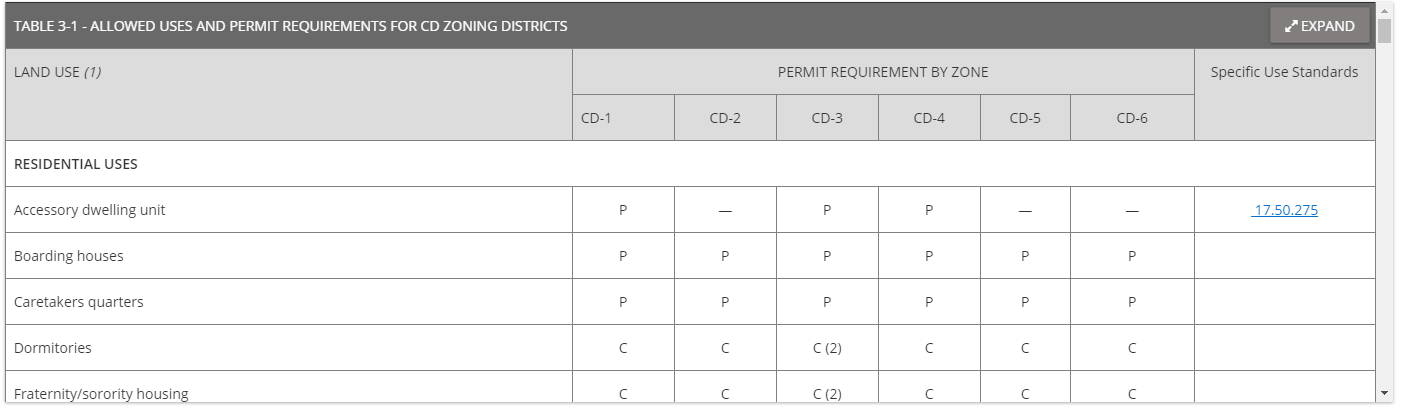 TABLE 3-1 - ALLOWED USES AND PERMIT REQUIREMENTS FOR CD ZONING DISTRICTS EXPAND
LAND USE (1) PERMIT REQUIREMENT BY ZONE Specific Use Standards
CD-1 CD-2 CD-3 CD-4 CD-5 CD-6
RESIDENTIAL USES
Accessory dwelling unit P — P P — — 17.50.275
Boarding houses P P P P P P
Caretakers quarters P P P P P P
Dormitories C C C (2) C C C
Fraternity/sorority housing C C C (2) C C C